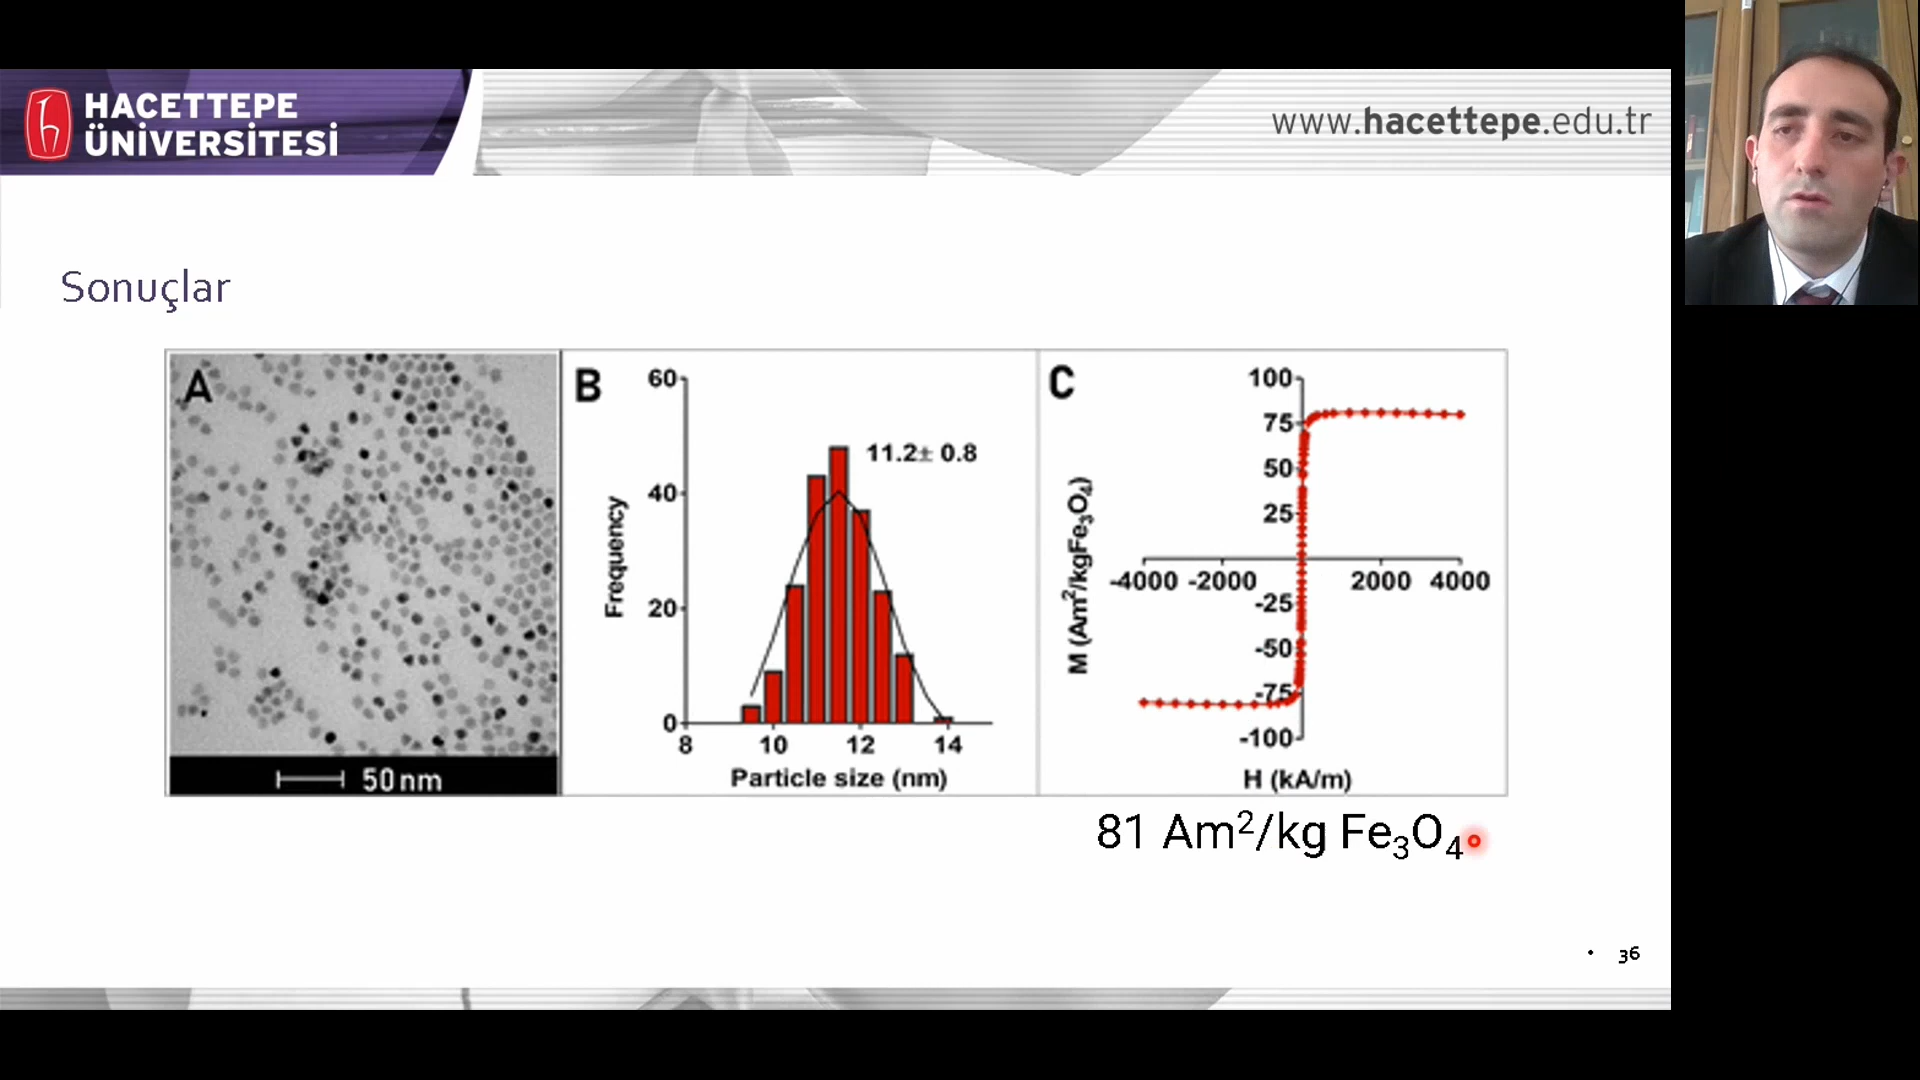 HACETTEPE
ÜNİVERSİTESİ
www.hacettepe.edu.tr
Sonuçlar
A
50 nm
B
60
40
20
0
8 10 12 14
11.2± 0.8
Frequency
Particle size (nm)
C
100
75
50
25
-4000 -2000 2000 4000
-25
-50
-75
-100
M (Am²/kgFe₃O₄)
H (kA/m)
81 Am²/kg Fe₃O₄
• 36